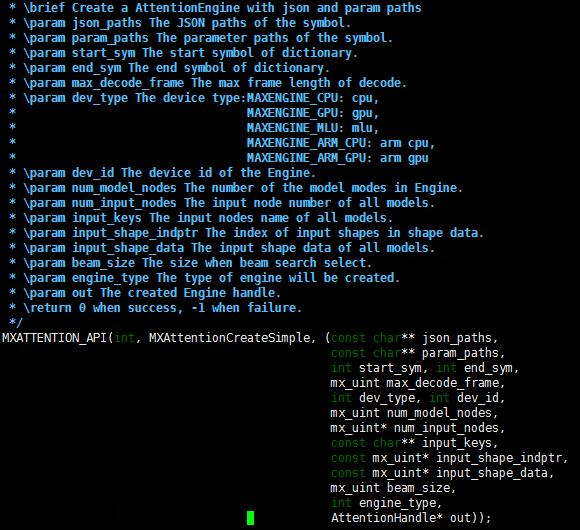 * \brief Create a AttentionEngine with json and param paths
* \param json_paths The JSON paths of the symbol.
* \param param_paths The parameter paths of the symbol.
* \param start_sym The start symbol of dictionary.
* \param end_sym The end symbol of dictionary.
* \param max_decode_frame The max frame length of decode.
* \param dev_type The device type:MAXENGINE_CPU: cpu,
* MAXENGINE_GPU: gpu,
* MAXENGINE_MLU: mlu,
* MAXENGINE_ARM_CPU: arm cpu,
* MAXENGINE_ARM_GPU: arm gpu
* \param dev_id The device id of the Engine.
* \param num_model_nodes The number of the model modes in Engine.
* \param num_input_nodes The input node number of all models.
* \param input_keys The input nodes name of all models.
* \param input_shape_indptr The index of input shapes in shape data.
* \param input_shape_data The input shape data of all models.
* \param beam_size The size when beam search select.
* \param engine_type The type of engine will be created.
* \param out The created Engine handle.
* \return 0 when success, -1 when failure.
*/
MXATTENTION_API(int, MXAttentionCreateSimple, (const char** json_paths,
const char** param_paths,
int start_sym, int end_sym,
mx_uint max_decode_frame,
int dev_type, int dev_id,
mx_uint num_model_nodes,
mx_uint* num_input_nodes,
const char** input_keys,
const mx_uint* input_shape_indptr,
const mx_uint* input_shape_data,
mx_uint beam_size,
int engine_type,
AttentionHandle* out));